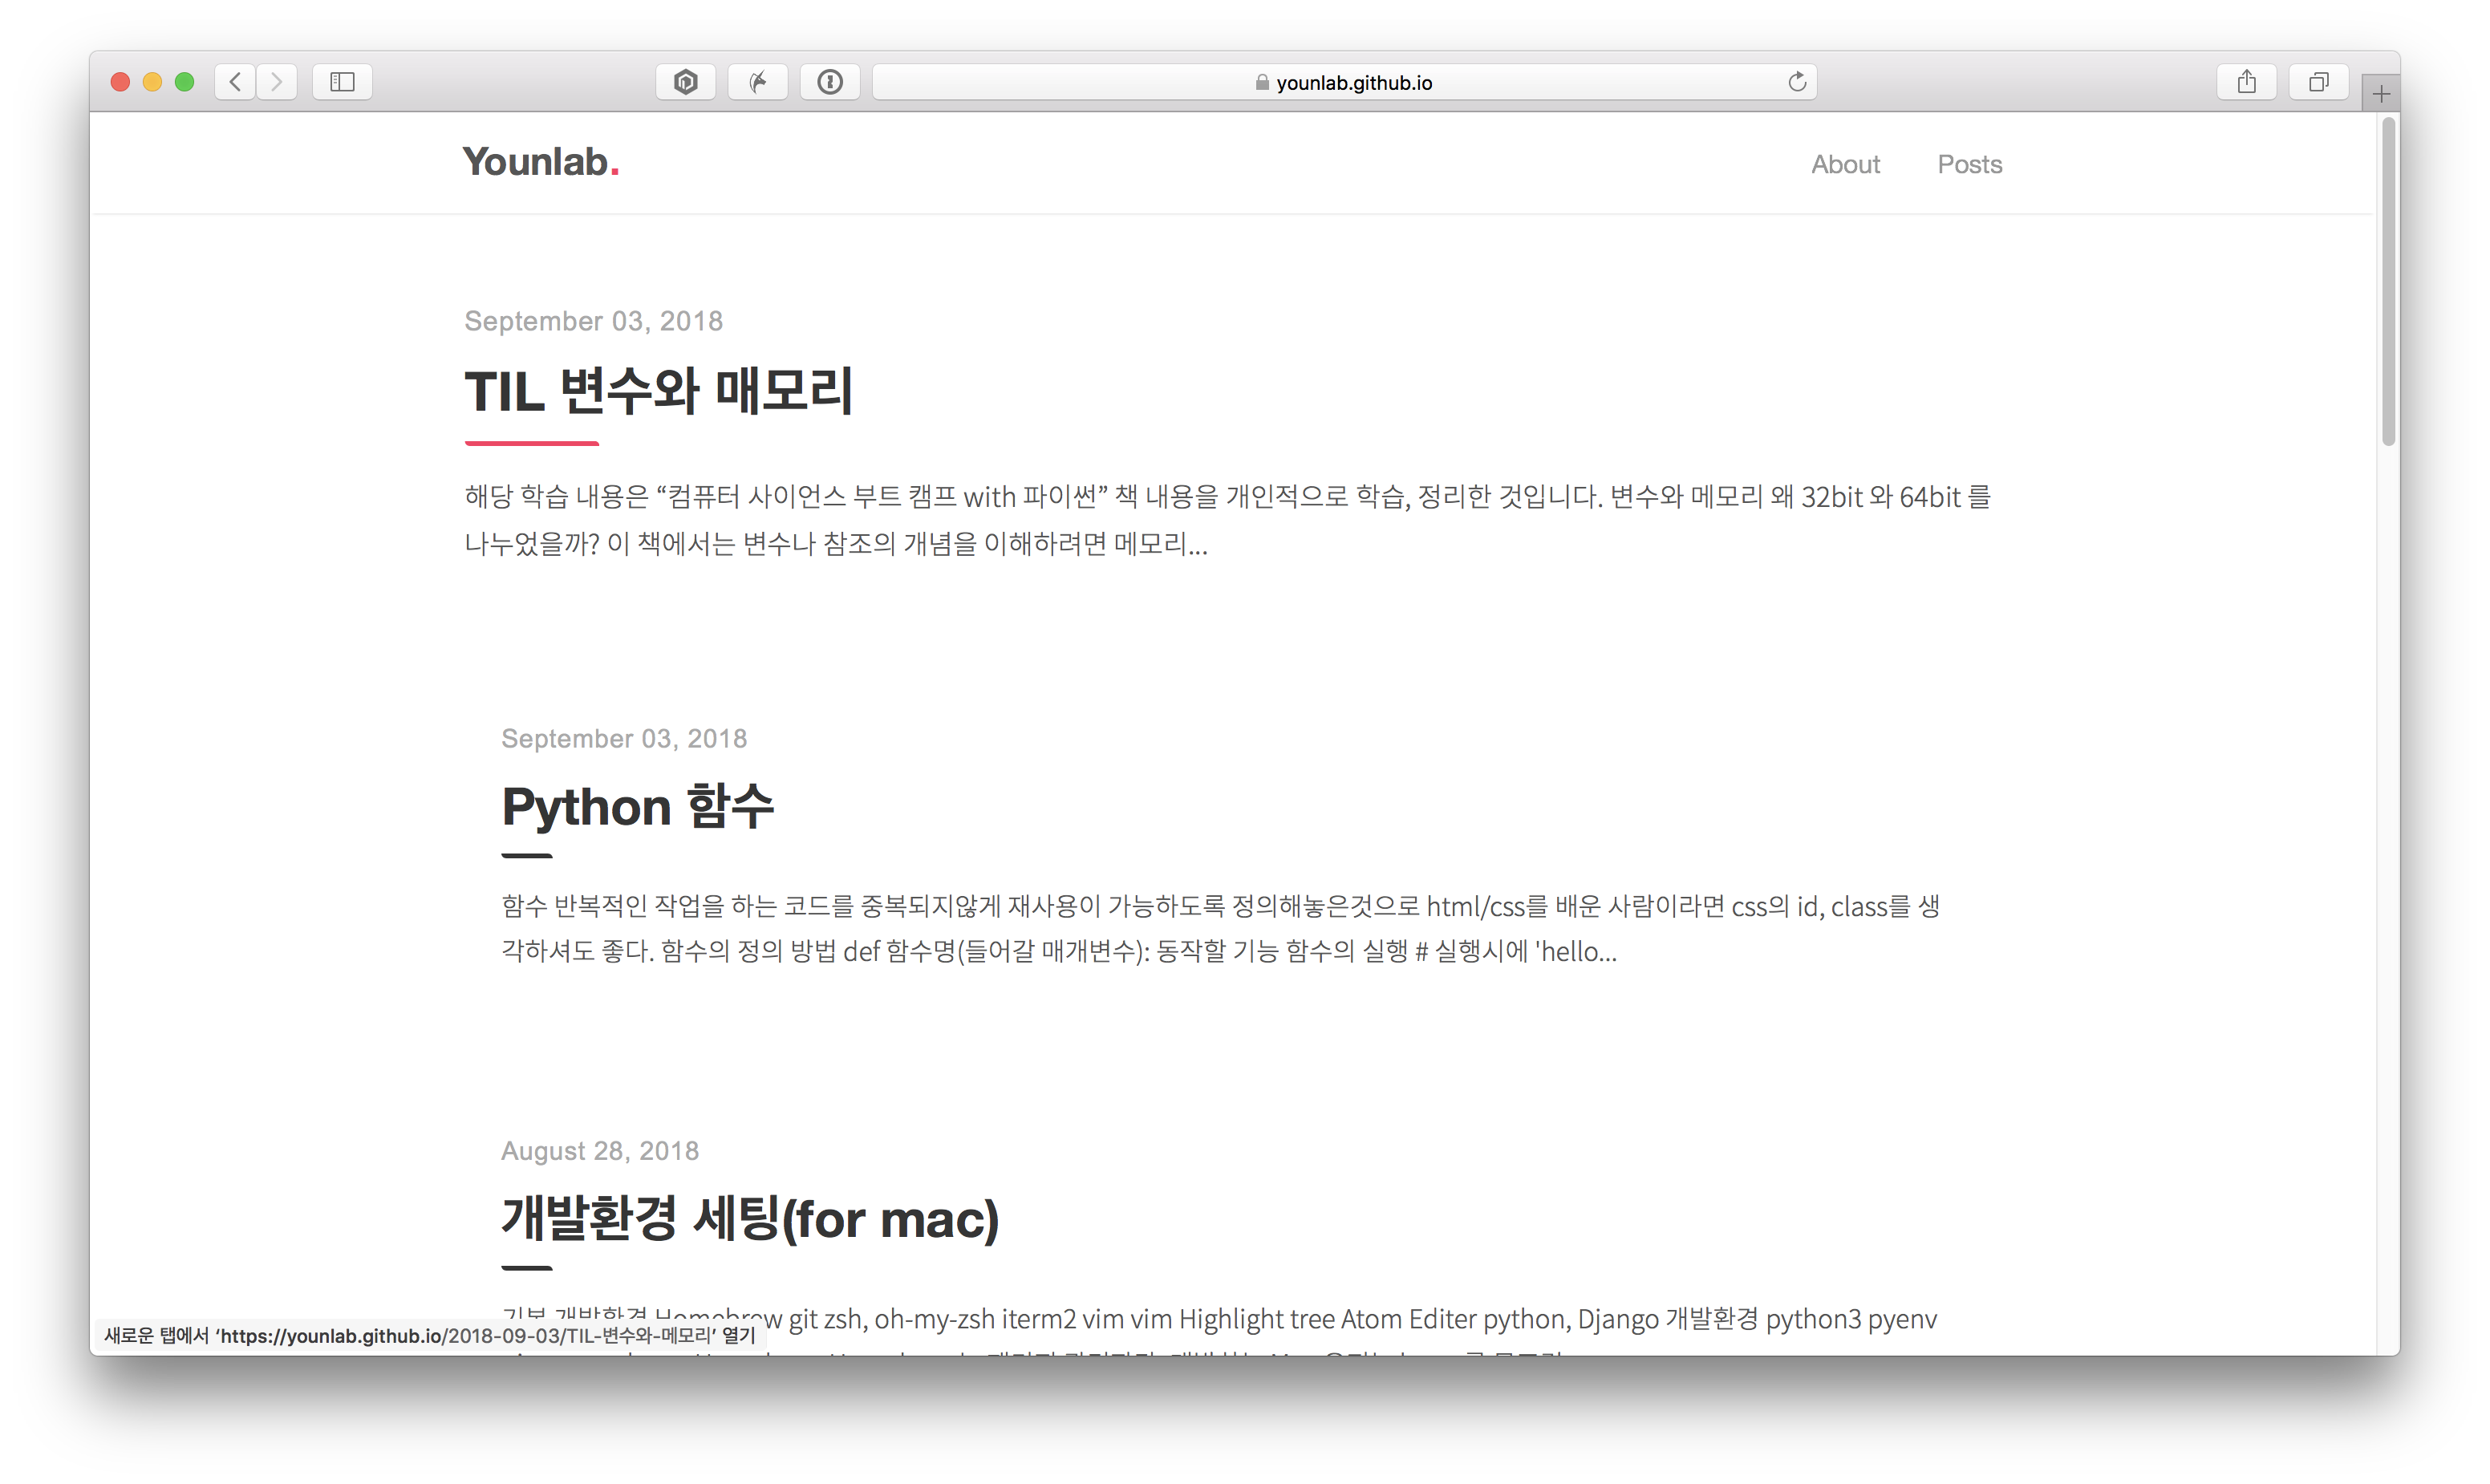 younlab.github.io
Younlab.
About Posts
September 03, 2018
TIL 변수와 매모리
해당 학습 내용은 “컴퓨터 사이언스 부트 캠프 with 파이썬” 책 내용을 개인적으로 학습, 정리한 것입니다. 변수와 메모리 왜 32bit 와 64bit 를
나누었을까? 이 책에서는 변수나 참조의 개념을 이해하려면 메모리...
September 03, 2018
Python 함수
함수 반복적인 작업을 하는 코드를 중복되지않게 재사용이 가능하도록 정의해놓은것으로 html/css를 배운 사람이라면 css의 id, class를 생
각하셔도 좋다. 함수의 정의 방법 def 함수명(들어갈 매개변수): 동작할 기능 함수의 실행 # 실행시에 'hello...
August 28, 2018
개발환경 세팅(for mac)
기본 개발환경 Homebrew git zsh, oh-my-zsh iterm2 vim vim Highlight tree Atom Editer python, Django 개발환경 python3 pyenv
새로운 탭에서 ‘https://younlab.github.io/2018-09-03/TIL-변수와-메모리’ 열기